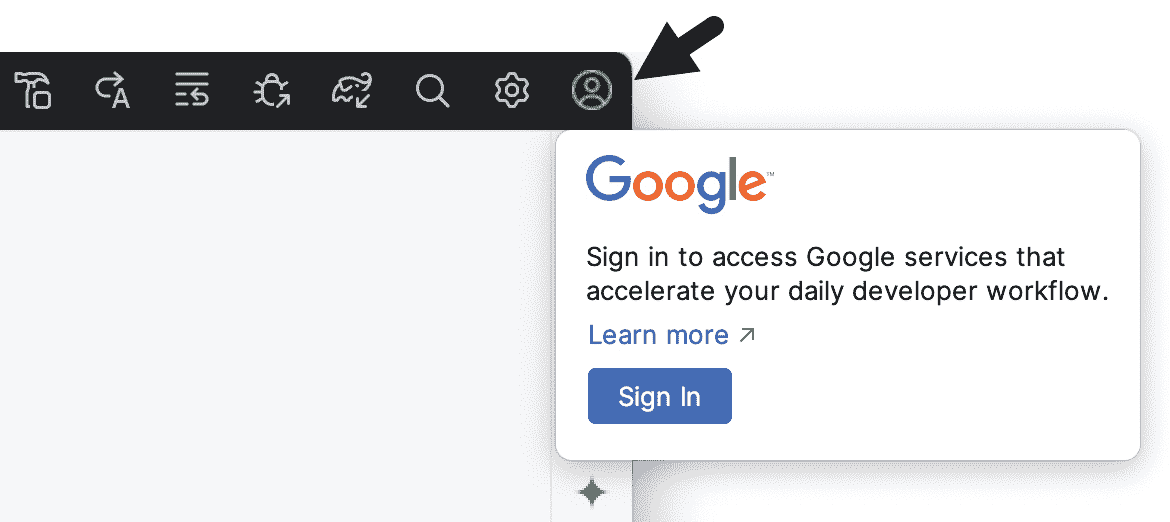 Google™
Sign in to access Google services that
accelerate your daily developer workflow.
Learn more ↗
Sign In